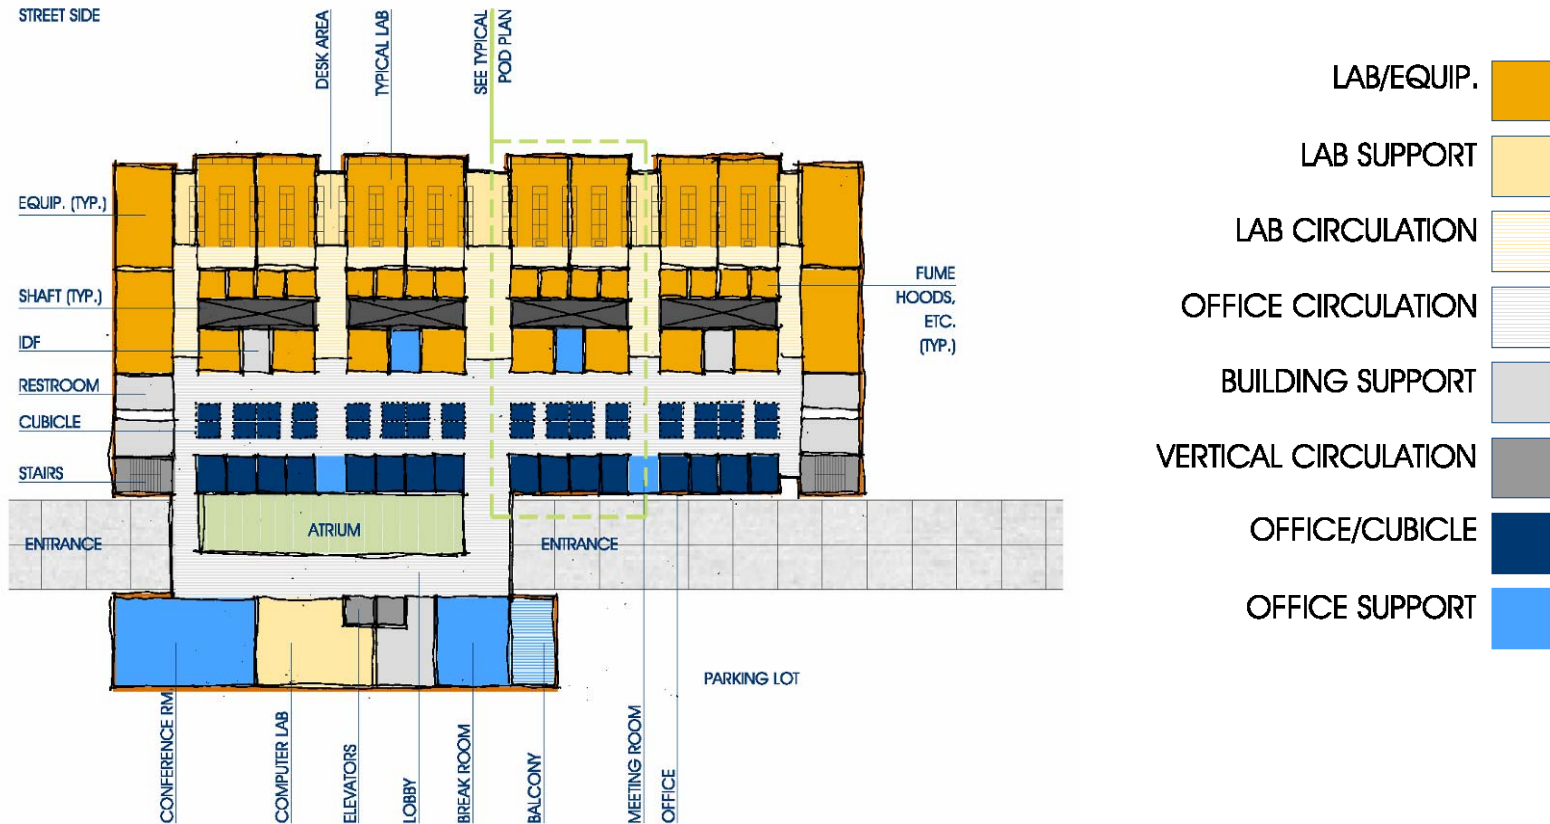 STREET SIDE
DESK AREA
TYPICAL LAB
SEE TYPICAL
POD PLAN
EQUIP. (TYP.)
SHAFT (TYP.)
IDF
RESTROOM
CUBICLE
STAIRS
FUME
HOODS,
ETC.
(TYP.)
ATRIUM
ENTRANCE
ENTRANCE
PARKING LOT
CONFERENCE RM
COMPUTER LAB
ELEVATORS
LOBBY
BREAK ROOM
BALCONY
MEETING ROOM
OFFICE
LAB/EQUIP.
LAB SUPPORT
LAB CIRCULATION
OFFICE CIRCULATION
BUILDING SUPPORT
VERTICAL CIRCULATION
OFFICE/CUBICLE
OFFICE SUPPORT